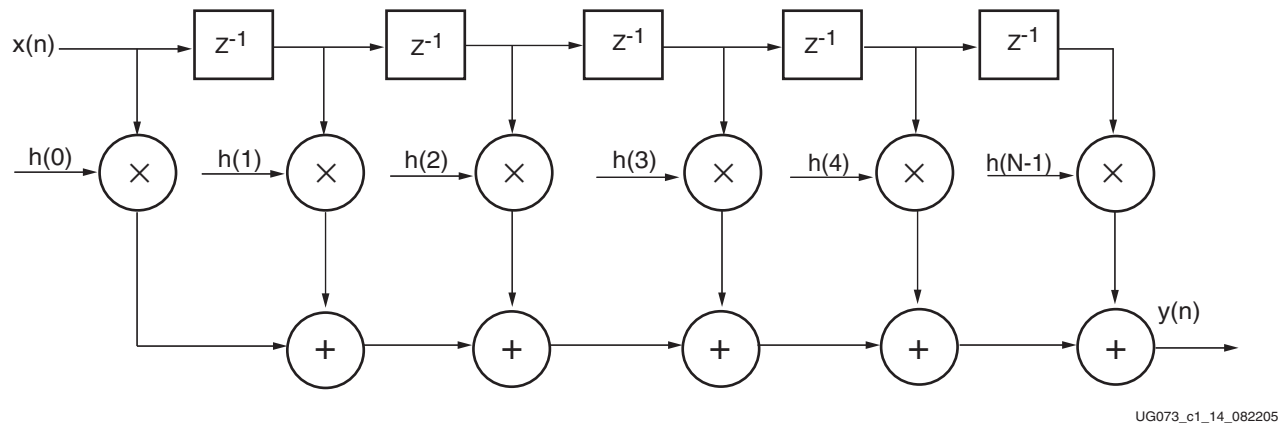 x(n)
Z-1
Z-1
Z-1
Z-1
Z-1
h(0)
×
h(1)
×
h(2)
×
h(3)
×
h(4)
×
h(N-1)
×
+
+
+
+
+
y(n)
UG073_c1_14_082205